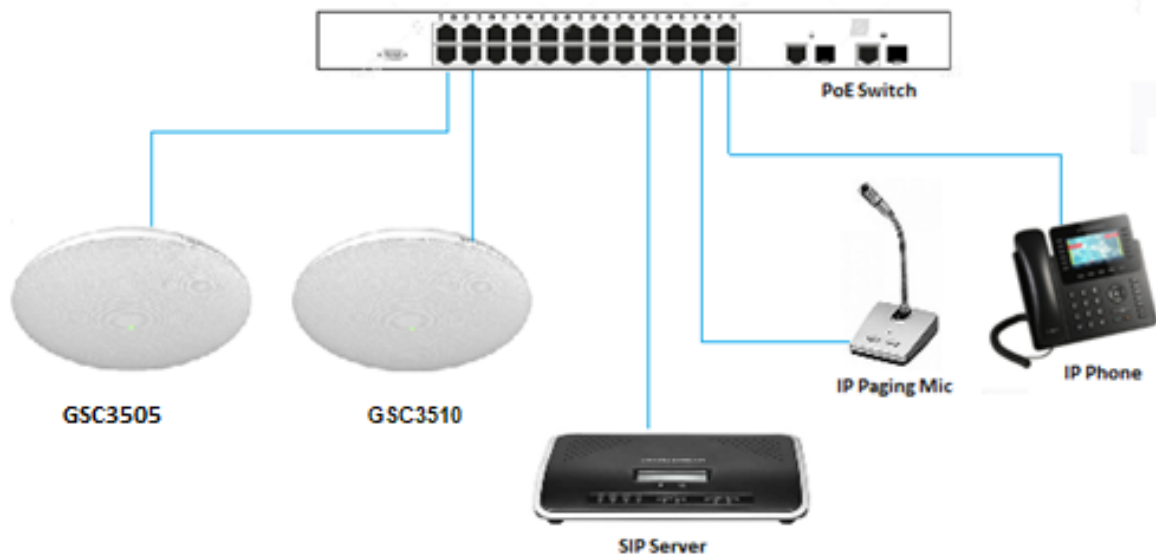 PoE Switch
GSC3505
GSC3510
IP Paging Mic
IP Phone
SIP Server